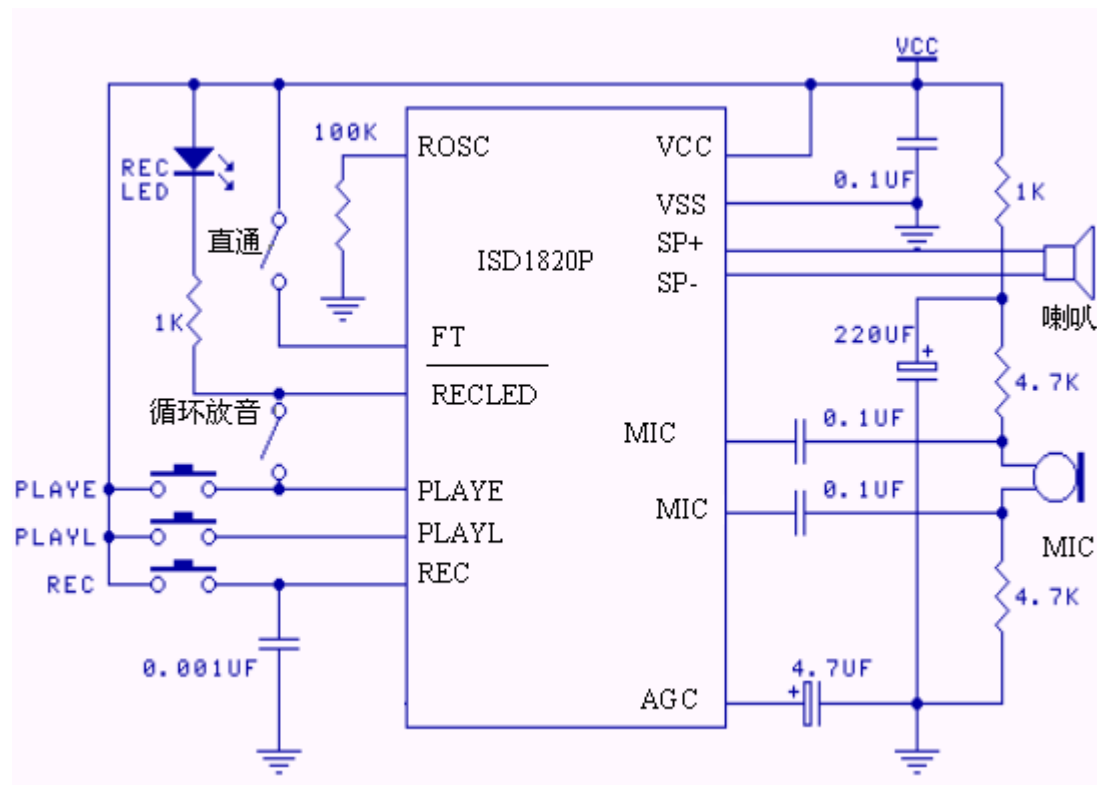 VCC
100K
ROSC
VCC
REC
LED
0.1UF
1K
VSS
直通
SP+
ISD1820P
SP-
喇叭
1K
FT
220UF
+
4.7K
RECLED
循环放音
0.1UF
MIC
PLAYE
PLAYE
0.1UF
MIC
PLAYL
PLAYL
MIC
REC
REC
4.7K
0.001UF
4.7UF
+
AGC